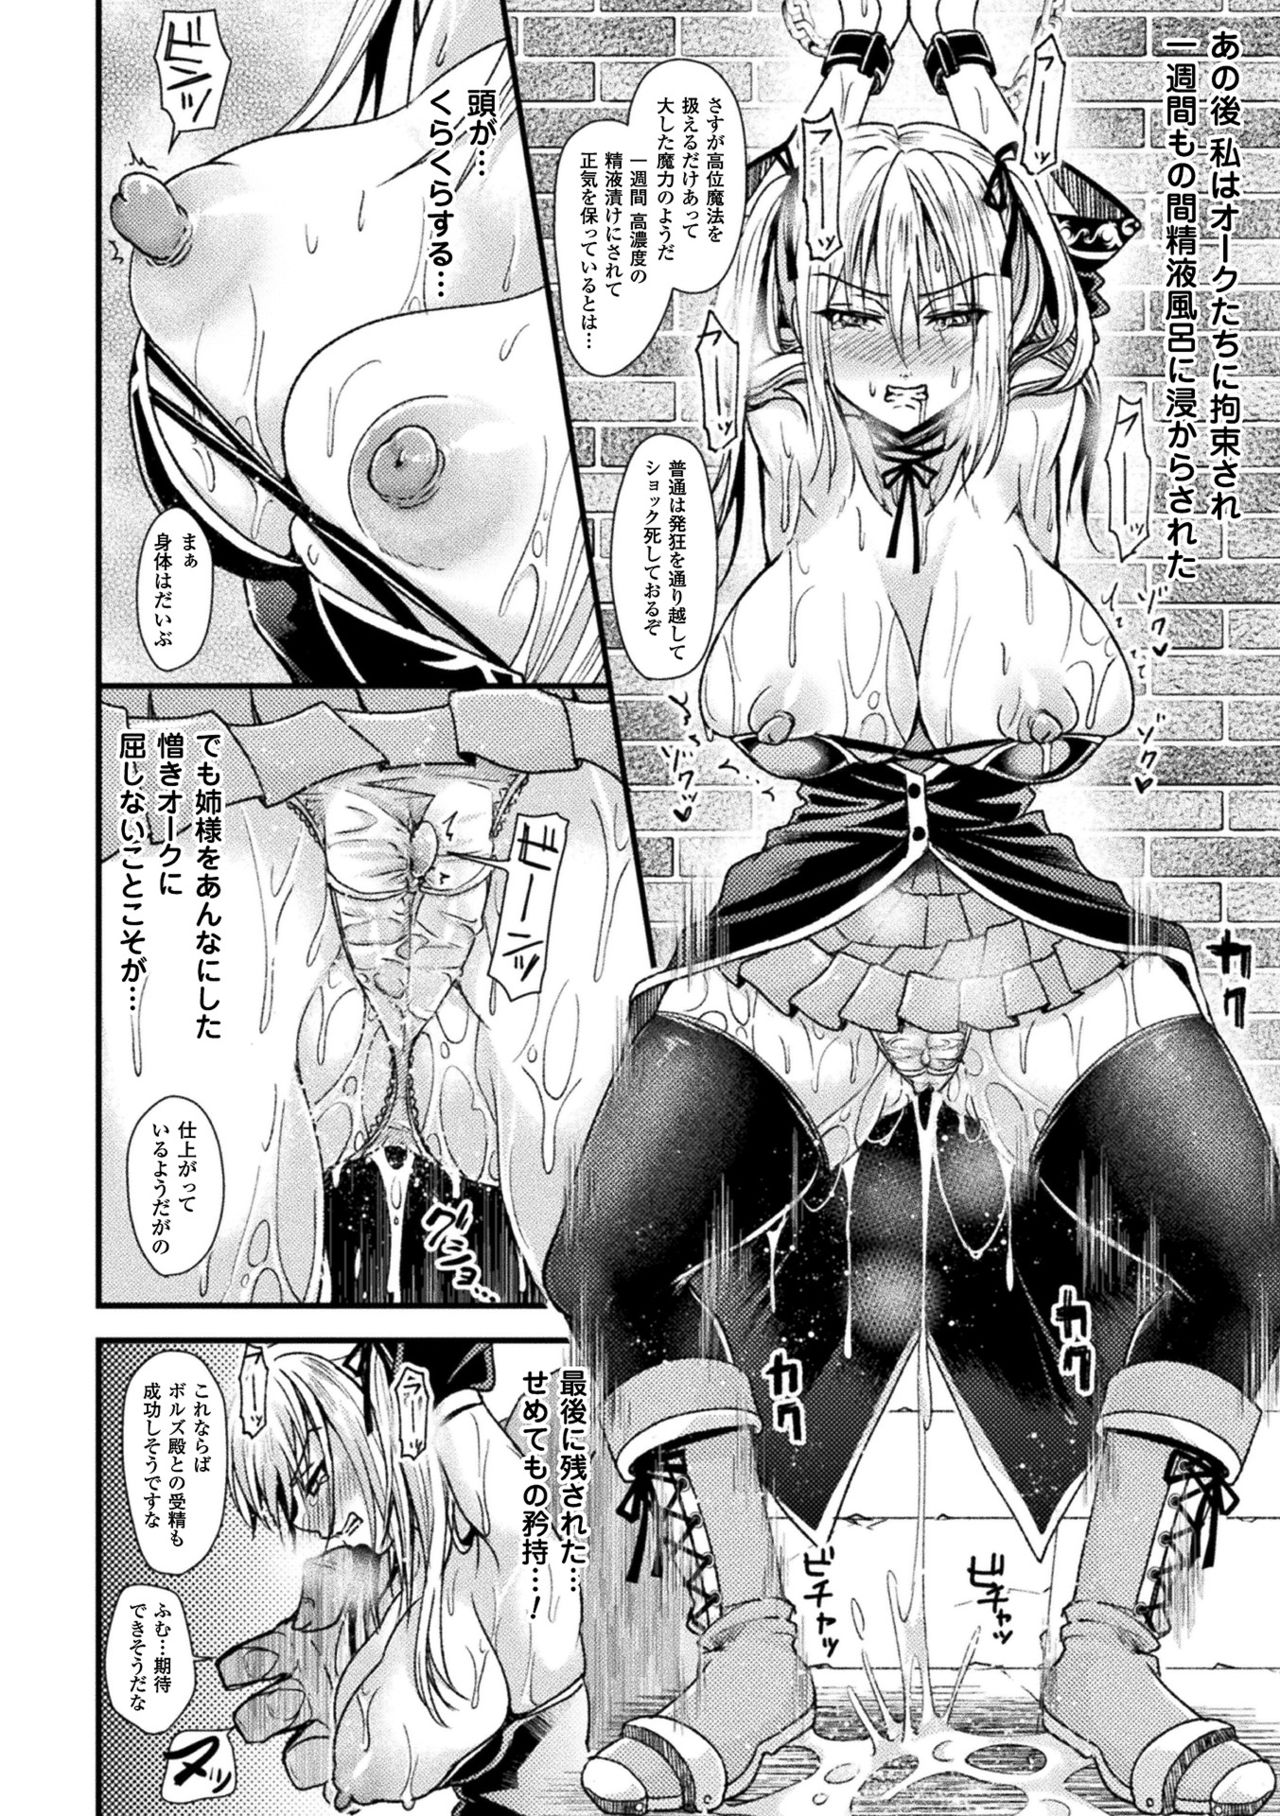 あの後 私はオークたちに拘束され
一週間もの間精液風呂に浸からされた
さすが高位魔法を
扱えるだけあって
大した魔力のようだ
一週間 高濃度の
精液漬けにされて
正気を保っているとは…
普通は発狂を通り越して
ショック死しておるぞ
フーッ
フーッ
ゾクッ
ゾクッ
ゾクッ
ゾクッ
ガク
ガク
ガク
ガク
ビチャッ
ビチャッ
ビンッ
頭が…
くらくらする…
まぁ
身体はだいぶ
でも姉様をあんなにした
憎きオークに
屈しないことこそが…
ビーンッ
仕上がって
いるようだがの
グショ…
最後に残された…
せめてもの矜持…!
これならば
ボルズ殿との受精も
成功しそうですな
ふむ…期待
できそうだな
ヌッ